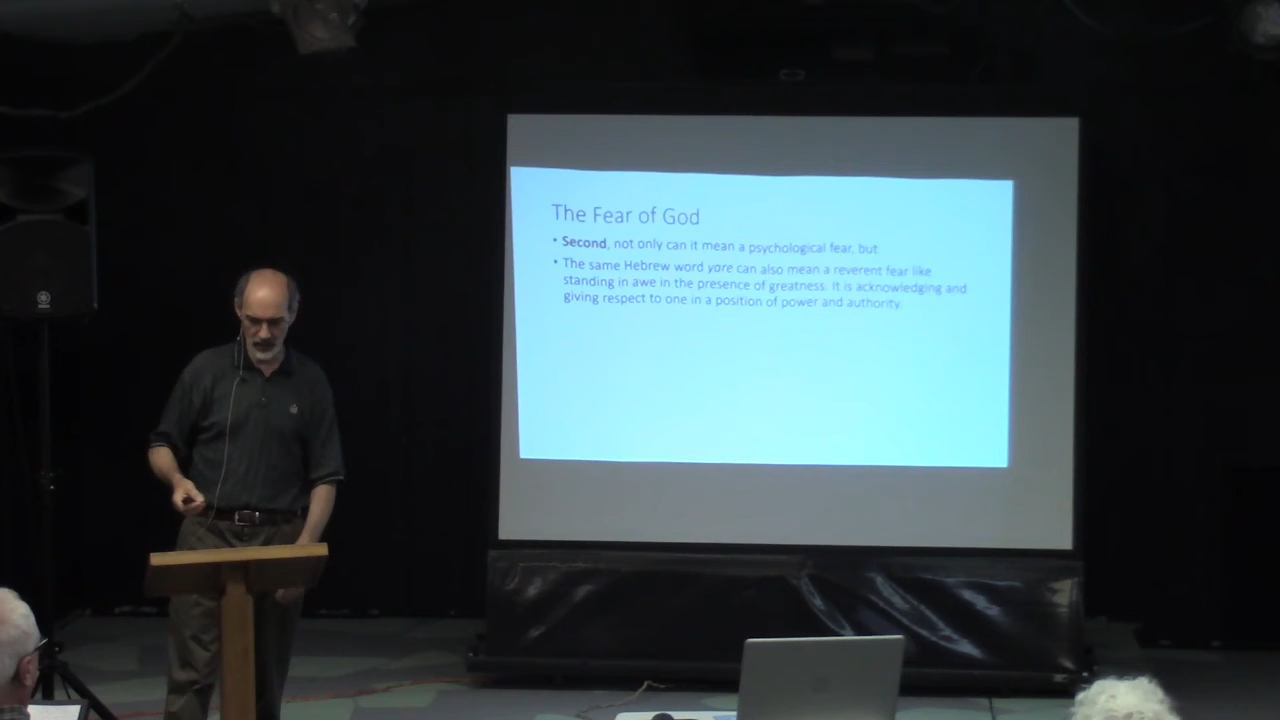 The Fear of God
• Second, not only can it mean a psychological fear, but
• The same Hebrew word yare can also mean a reverent fear like
standing in awe in the presence of greatness. It is acknowledging and
giving respect to one in a position of power and authority.